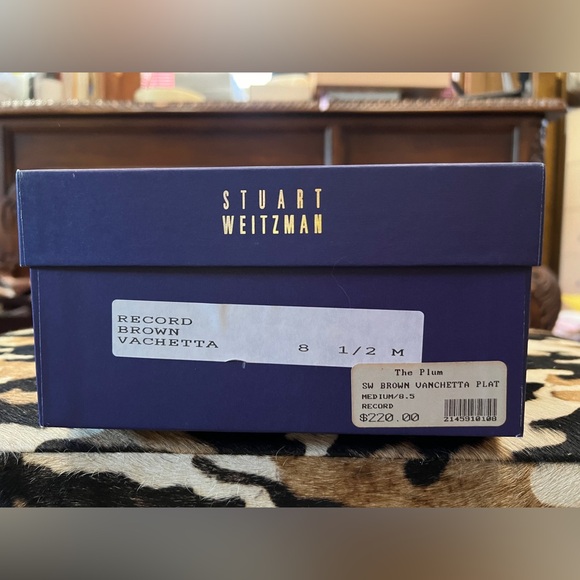 STUART
WEITZMAN
RECORD
BROWN
VACHETTA 8 1/2 M
The Plum
SW BROWN VANCHETTA PLAT
MEDIUM/8.5
RECORD
$220.00 2145910108